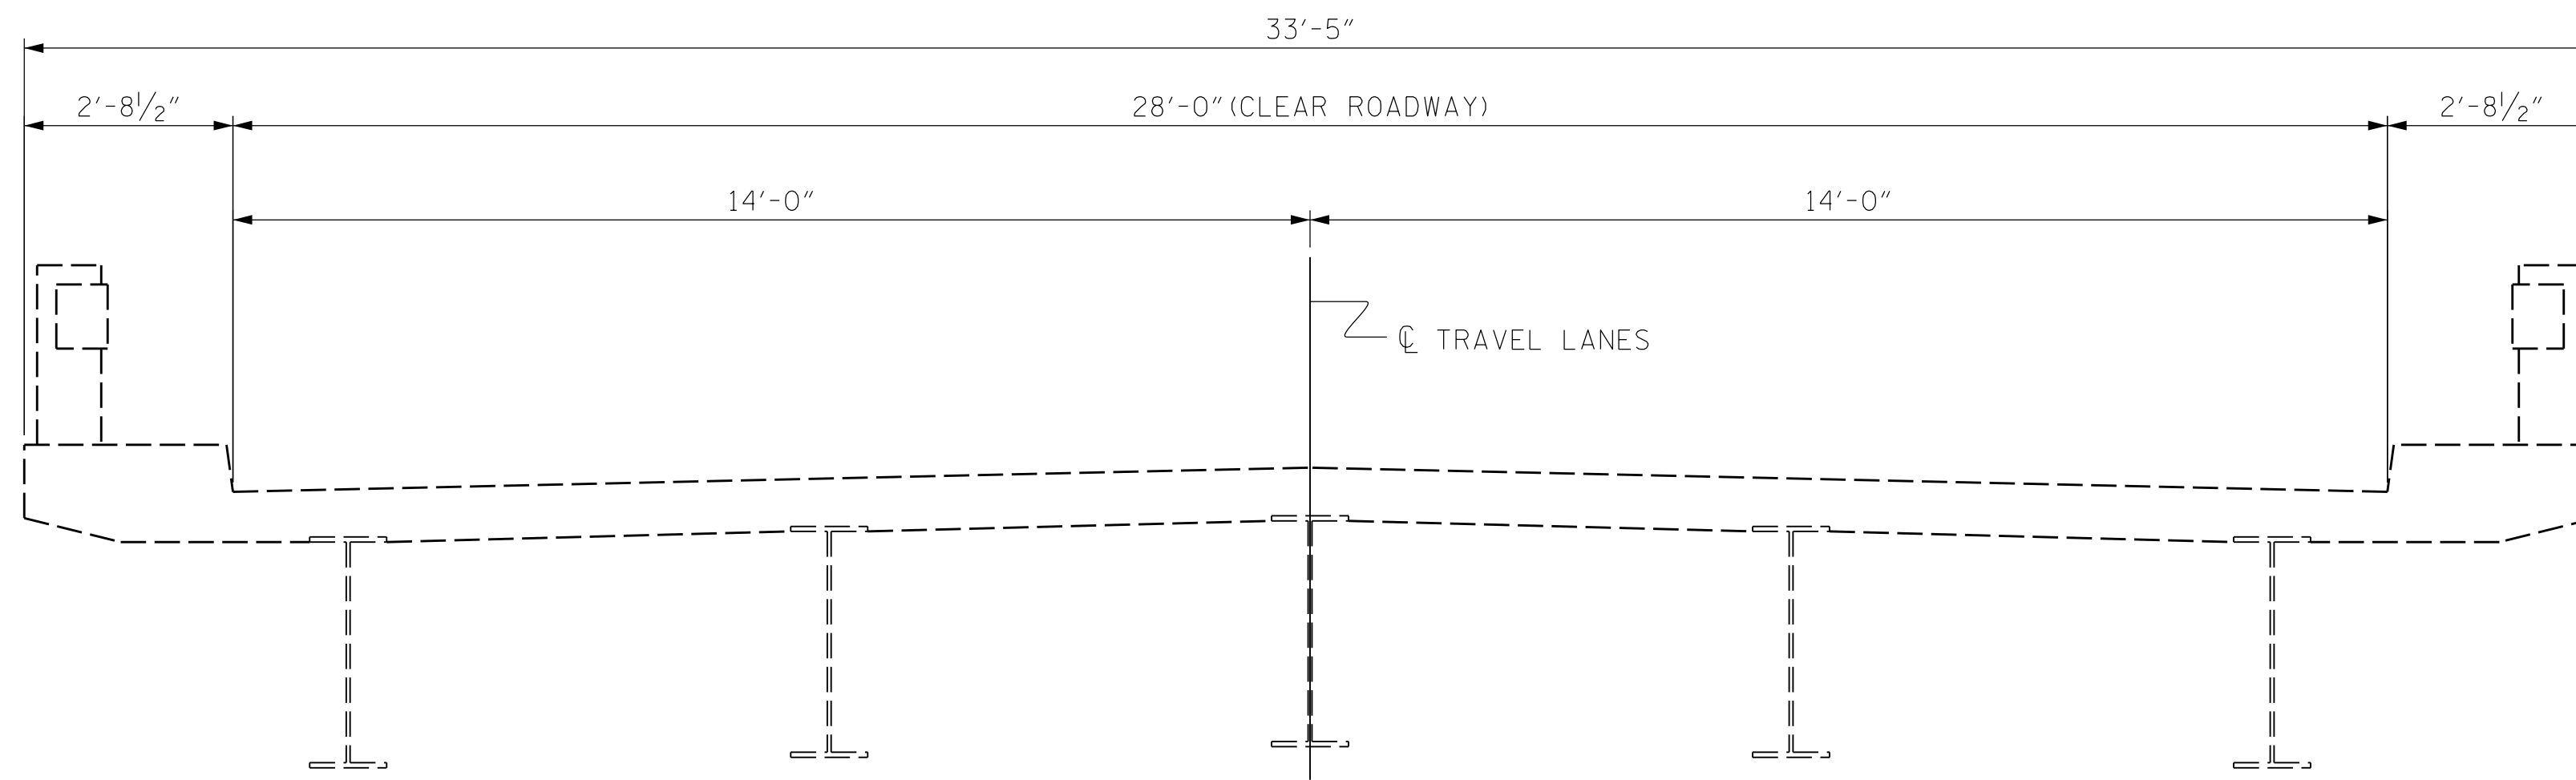 33'-5"
2'-8½" 28'-0"(CLEAR ROADWAY) 2'-8½"
14'-0" 14'-0"
℄ TRAVEL LANES